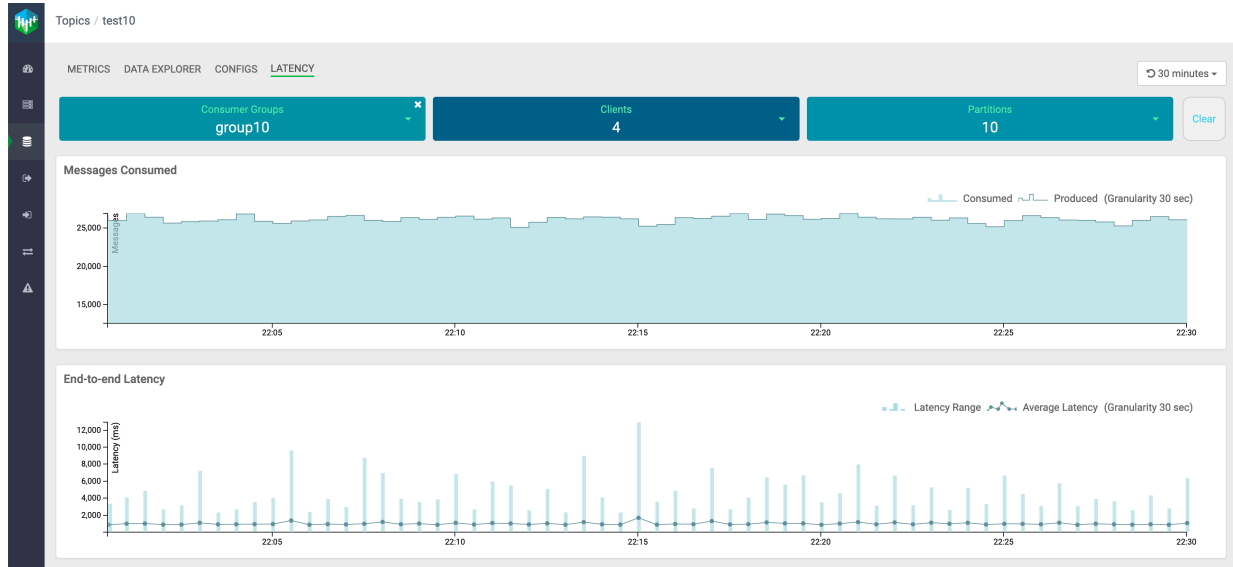 Topics / test10
METRICS DATA EXPLORER CONFIGS LATENCY
30 minutes
Consumer Groups
group10
Clients
4
Partitions
10
Clear
Messages Consumed
Consumed Produced (Granularity 30 sec)
Messages
25,000
20,000
15,000
22:05 22:10 22:15 22:20 22:25 22:30
End-to-end Latency
Latency Range Average Latency (Granularity 30 sec)
Latency (ms)
12,000
10,000
8,000
6,000
4,000
2,000
22:05 22:10 22:15 22:20 22:25 22:30